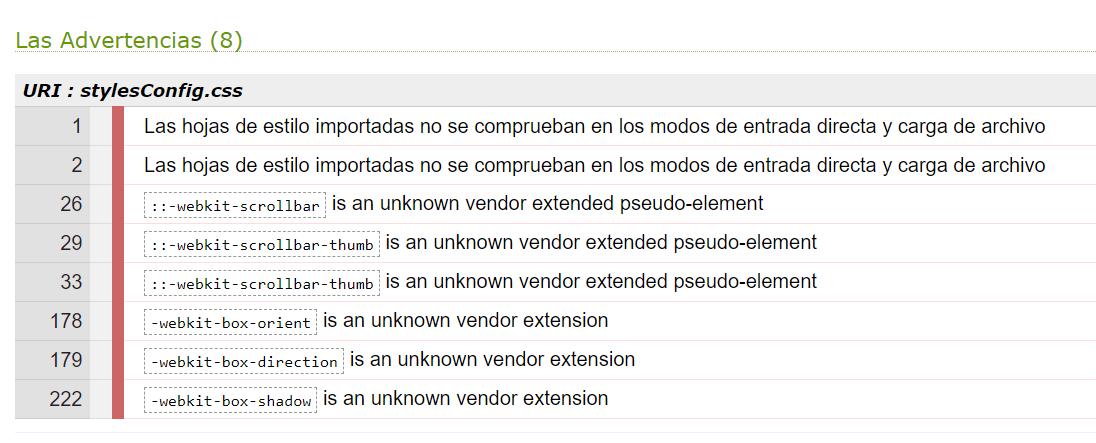 Las Advertencias (8)
URI : stylesConfig.css
1 Las hojas de estilo importadas no se comprueban en los modos de entrada directa y carga de archivo
2 Las hojas de estilo importadas no se comprueban en los modos de entrada directa y carga de archivo
26 ::-webkit-scrollbar is an unknown vendor extended pseudo-element
29 ::-webkit-scrollbar-thumb is an unknown vendor extended pseudo-element
33 ::-webkit-scrollbar-thumb is an unknown vendor extended pseudo-element
178 -webkit-box-orient is an unknown vendor extension
179 -webkit-box-direction is an unknown vendor extension
222 -webkit-box-shadow is an unknown vendor extension